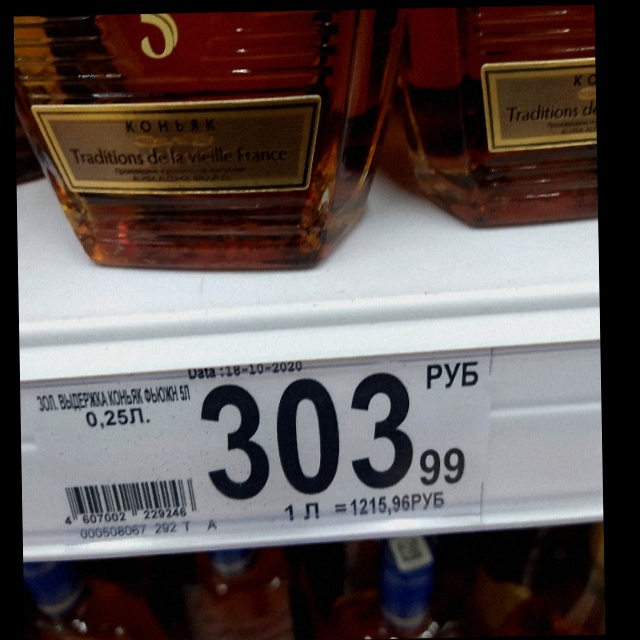 5
КОНЬЯК
Traditions de la vieille France
КО
Traditions d
Data :18-10-2020
ЗОЛ. ВЫДЕРЖКА КОНЬЯК ФЬЮЖН 5Л
0,25Л.
303
99
РУБ
4 607002 229246
1 Л =1215,96РУБ
000508067 292 Т А